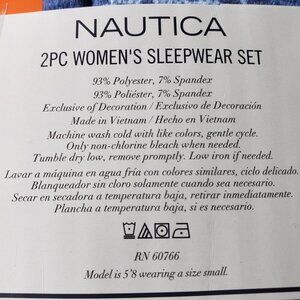 NAUTICA
2PC WOMEN'S SLEEPWEAR SET
93% Polyester, 7% Spandex
93% Poliéster, 7% Spandex
Exclusive of Decoration / Exclusivo de Decoración
Made in Vietnam / Hecho en Vietnam
Machine wash cold with like colors, gentle cycle.
Only non-chlorine bleach when needed.
Tumble dry low, remove promptly. Low iron if needed.
Lavar a máquina en agua fría con colores similares, ciclo delicado.
Blanqueador sin cloro solamente cuando sea necesario.
Secar en secadora a temperatura baja, retirar inmediatamente.
Plancha a temperatura baja, si es necesario.
RN 60766
Model is 5'8 wearing a size small.